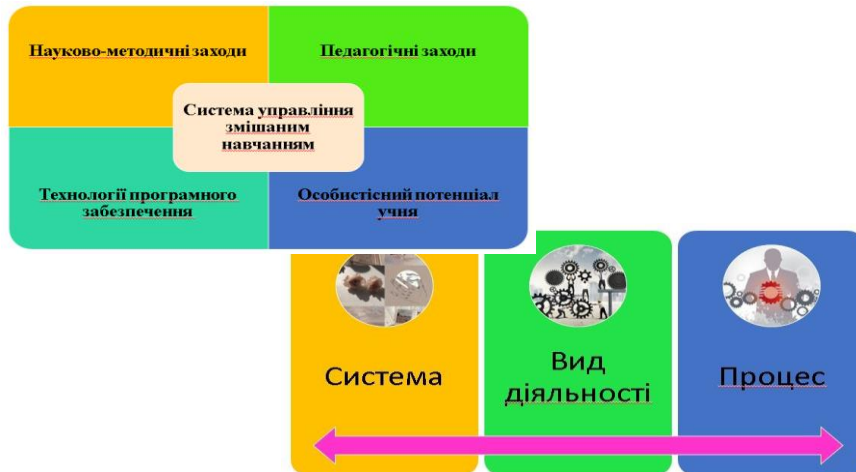 Науково-методичні заходи
Педагогічні заходи
Система управління
змішаним
навчанням
Технології програмного
забезпечення
Особистісний потенціал
учня
Система
Вид
діяльності
Процес